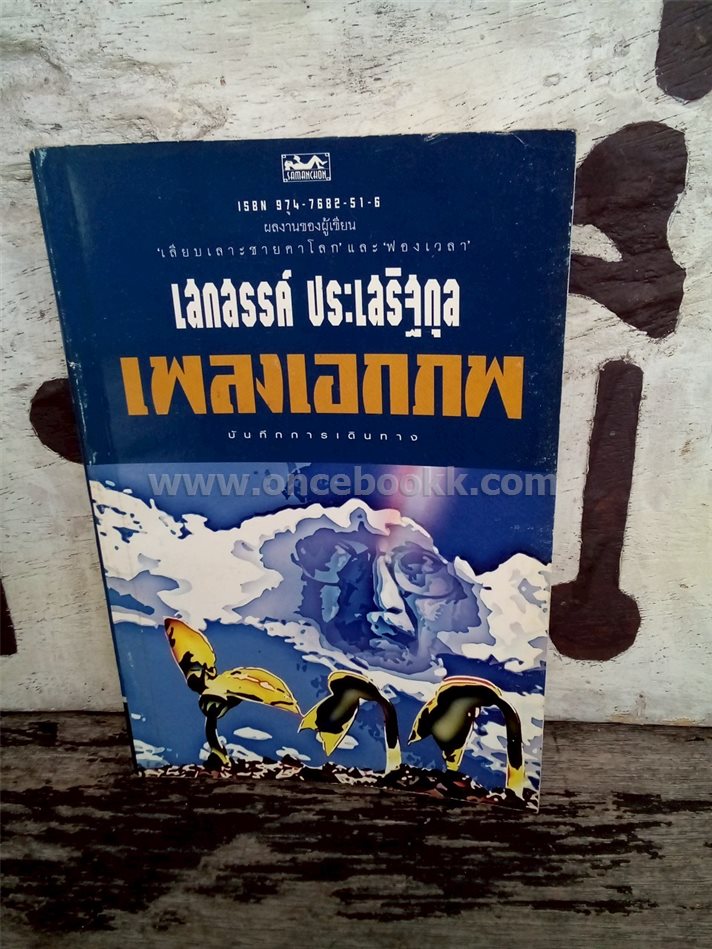 SAMANCHON
ISBN 974-7682-51-6
ผลงานของผู้เขียน
'เลียบเลาะชายคาโลก' และ 'ฟองเวลา'
เสกสรรค์ ประเสริฐกุล
เพลงเอกภพ
บันทึกการเดินทาง
www.oncebookk.com